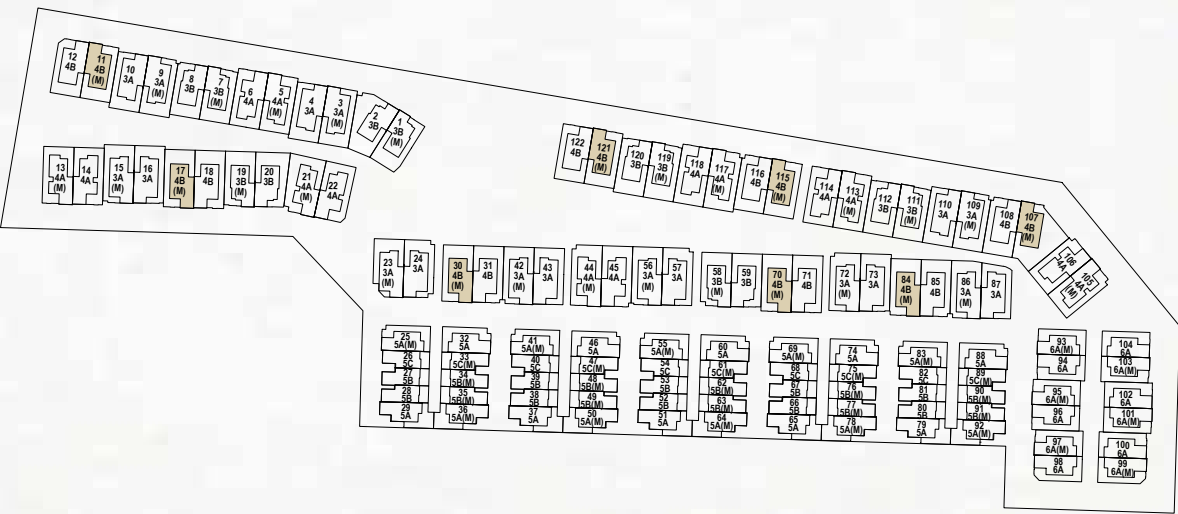 12
4B
11
4B
(M)
10
3A
9
3A
(M)
8
3B
7
3B
(M)
6
4A
5
4A
(M)
4
3A
3
3A
(M)
2
3B
1
3B
(M)
13
4A
(M)
14
4A
15
3A
(M)
16
3A
17
4B
(M)
18
4B
19
3B
(M)
20
3B
21
4A
(M)
22
4A
122
4B
121
4B
(M)
120
3B
119
3B
(M)
118
4A
117
4A
(M)
116
4B
115
4B
(M)
114
4A
113
4A
(M)
112
3B
111
3B
(M)
110
3A
109
3A
(M)
108
4B
107
4B
(M)
106
4A
105
4A
(M)
23
3A
(M)
24
3A
30
4B
(M)
31
4B
42
3A
(M)
43
3A
44
4A
(M)
45
4A
56
3A
(M)
57
3A
58
3B
(M)
59
3B
70
4B
(M)
71
4B
72
3A
(M)
73
3A
84
4B
(M)
85
4B
86
3A
(M)
87
3A
25
5A(M)
26
5C
27
5B
28
5B
29
5A
32
5A
33
5C(M)
34
5B(M)
35
5B(M)
36
5A(M)
41
5A(M)
40
5C
39
5B
38
5B
37
5A
46
5A
47
5C(M)
48
5B(M)
49
5B(M)
50
5A(M)
55
5A(M)
54
5C
53
5B
52
5B
51
5A
60
5A
61
5C(M)
62
5B(M)
63
5B(M)
64
5A(M)
69
5A(M)
68
5C
67
5B
66
5B
65
5A
74
5A
75
5C(M)
76
5B(M)
77
5B(M)
78
5A(M)
83
5A(M)
82
5C
81
5B
80
5B
79
5A
88
5A
89
5C(M)
90
5B(M)
91
5B(M)
92
5A(M)
93
6A(M)
94
6A
95
6A(M)
96
6A
97
6A(M)
98
6A
104
6A
103
6A(M)
102
6A
101
6A(M)
100
6A
99
6A(M)